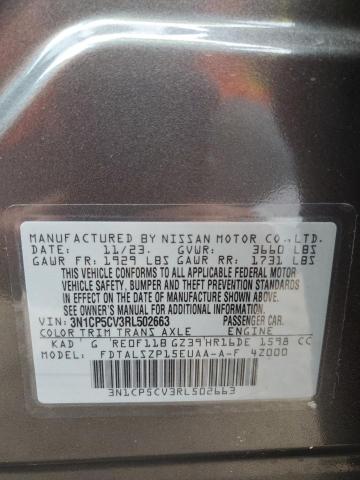 MANUFACTURED BY NISSAN MOTOR CO.,LTD.
DATE: 11/23. GVWR: 3660 LBS
GAWR FR: 1929 LBS GAWR RR: 1731 LBS
THIS VEHICLE CONFORMS TO ALL APPLICABLE FEDERAL MOTOR
VEHICLE SAFETY, BUMPER AND THEFT PREVENTION STANDARDS
IN EFFECT ON THE DATE OF MANUFACTURE SHOWN ABOVE.
SEE OWNER'S MANUAL FOR ADDITIONAL INFORMATION
VIN: 3N1CP5CV3RL502663 PASSENGER CAR.
COLOR TRIM TRANS AXLE ENGINE
KAD G RE0F11B GZ39 HR16DE 1598 CC
MODEL: FDTALSZP15EUAA-A-F 4Z000
3N1CP5CV3RL502663